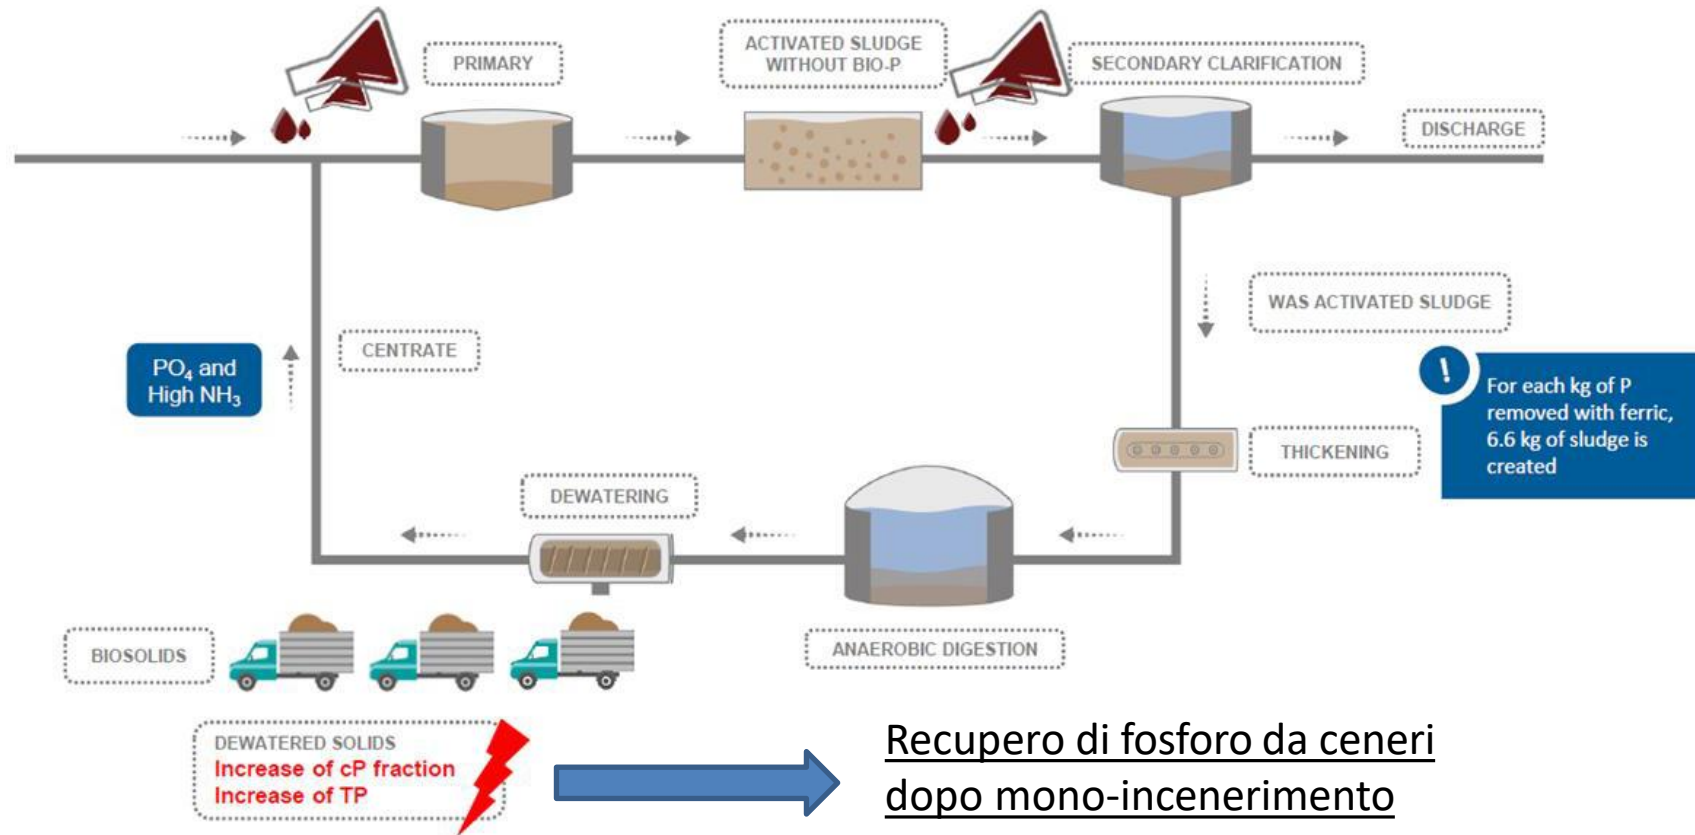 PRIMARY
ACTIVATED SLUDGE
WITHOUT BIO-P
SECONDARY CLARIFICATION
DISCHARGE
WAS ACTIVATED SLUDGE
CENTRATE
PO₄ and
High NH₃
!
For each kg of P
removed with ferric,
6.6 kg of sludge is
created
THICKENING
DEWATERING
ANAEROBIC DIGESTION
BIOSOLIDS
DEWATERED SOLIDS
Increase of cP fraction
Increase of TP
Recupero di fosforo da ceneri
dopo mono-incenerimento